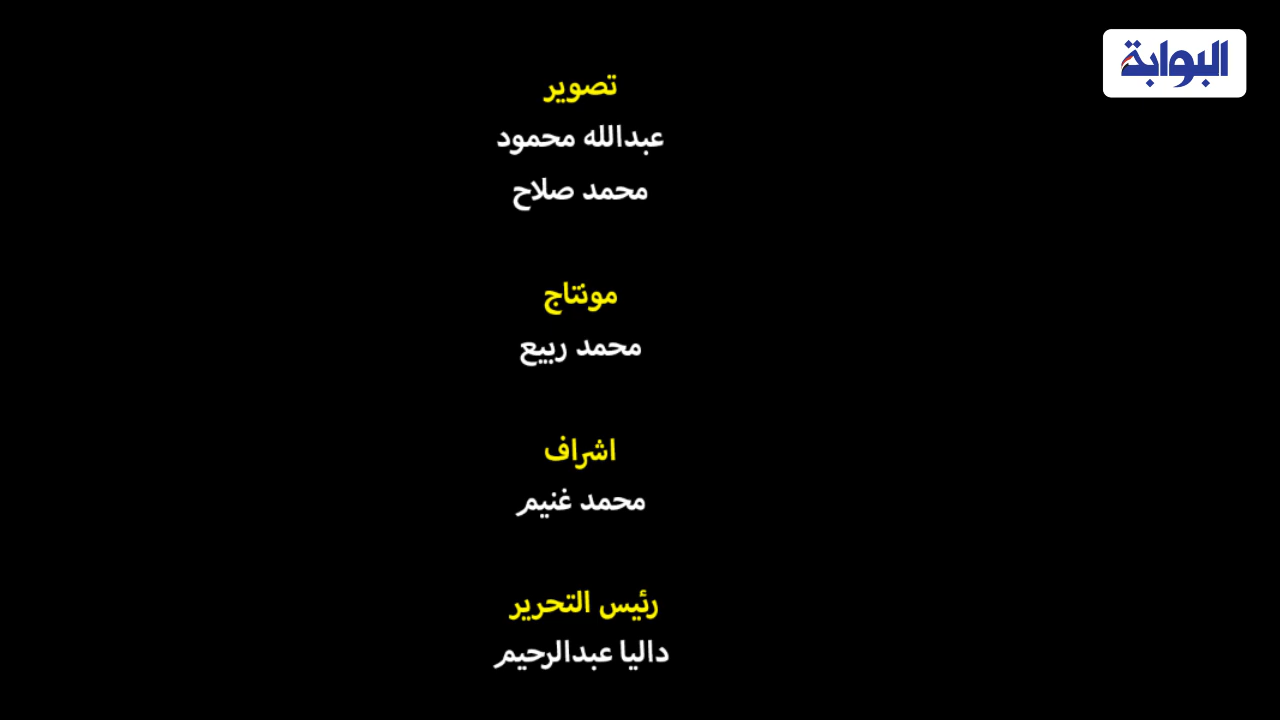 البوابة
تصوير
عبدالله محمود
محمد صلاح
مونتاج
محمد ربيع
اشراف
محمد غنيم
رئيس التحرير
داليا عبدالرحيم